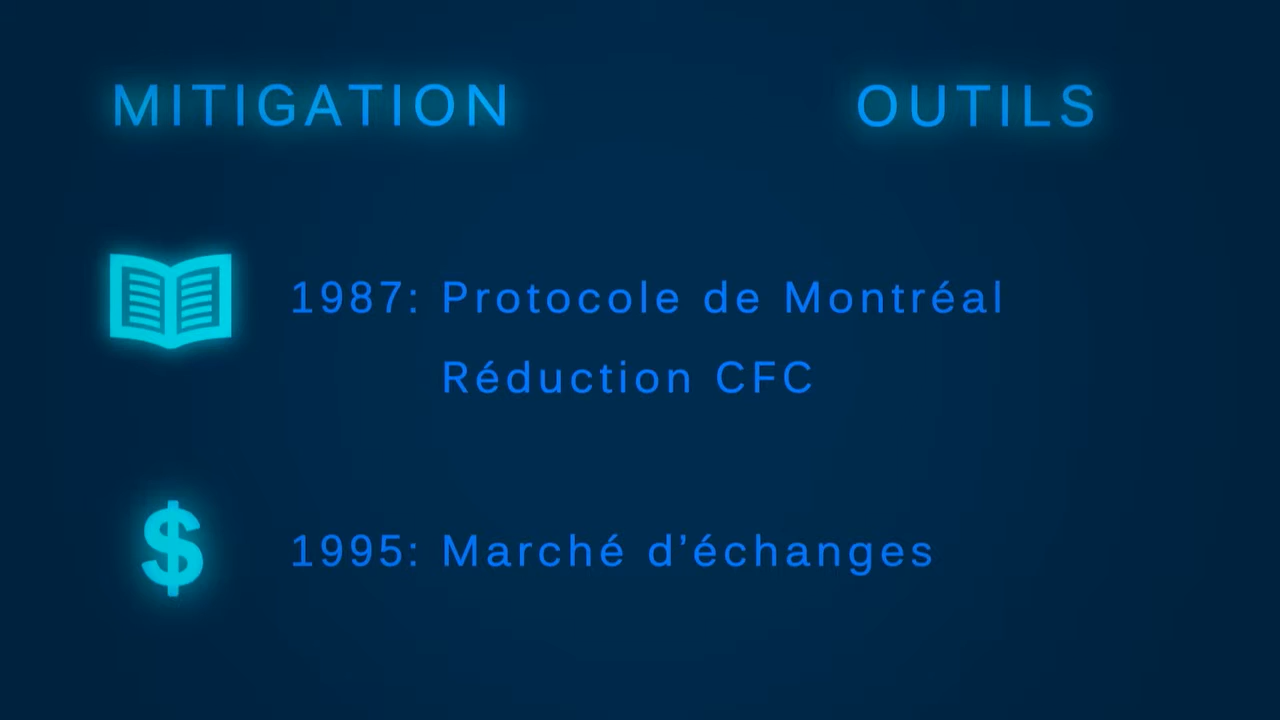 MITIGATION OUTILS
1987: Protocole de Montréal
Réduction CFC
1995: Marché d’échanges